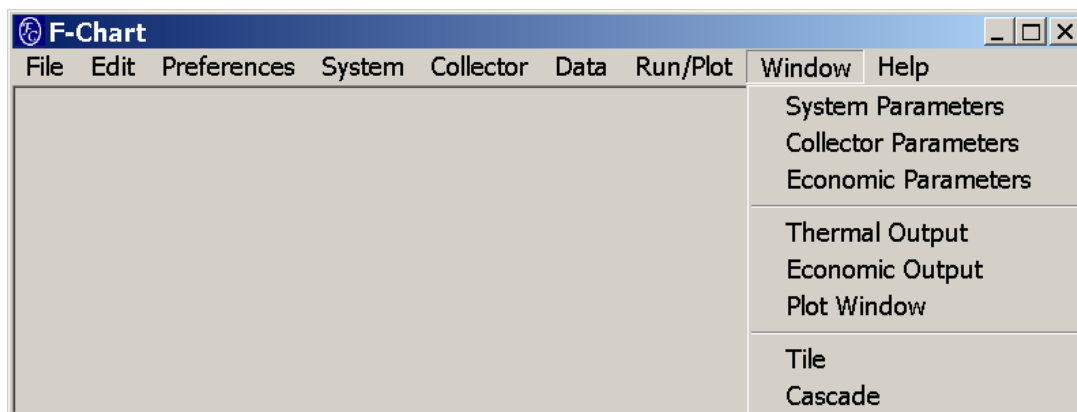 F-Chart
File Edit Preferences System Collector Data Run/Plot Window Help
System Parameters
Collector Parameters
Economic Parameters
Thermal Output
Economic Output
Plot Window
Tile
Cascade